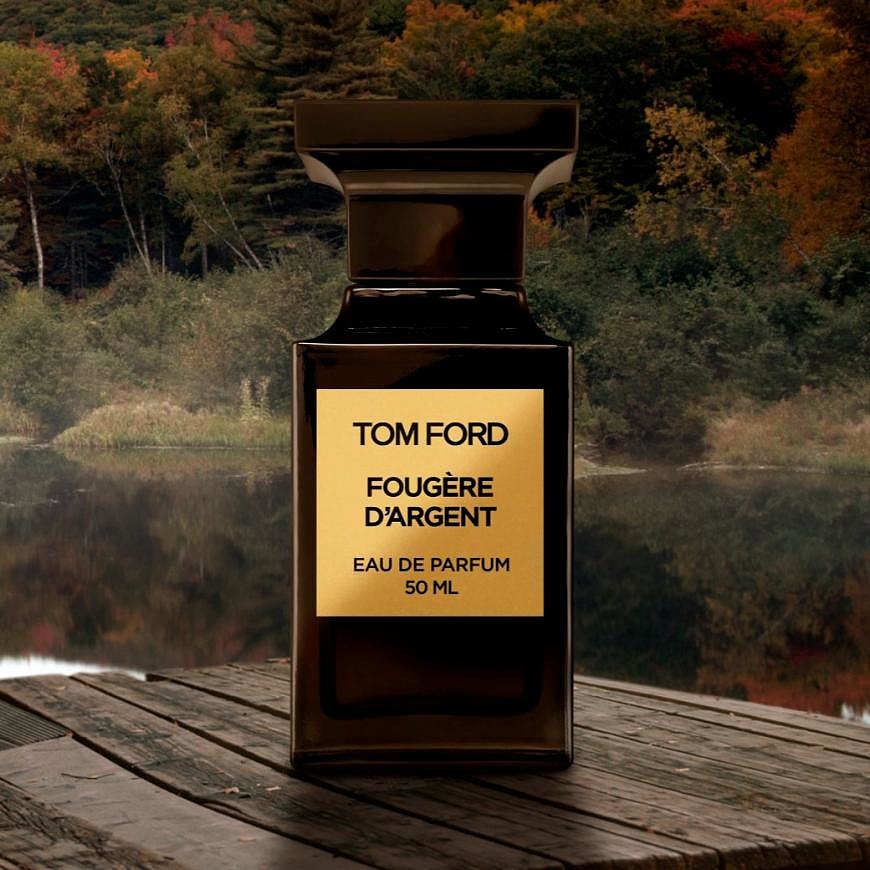 TOM FORD
FOUGÈRE
D'ARGENT
EAU DE PARFUM
50 ML